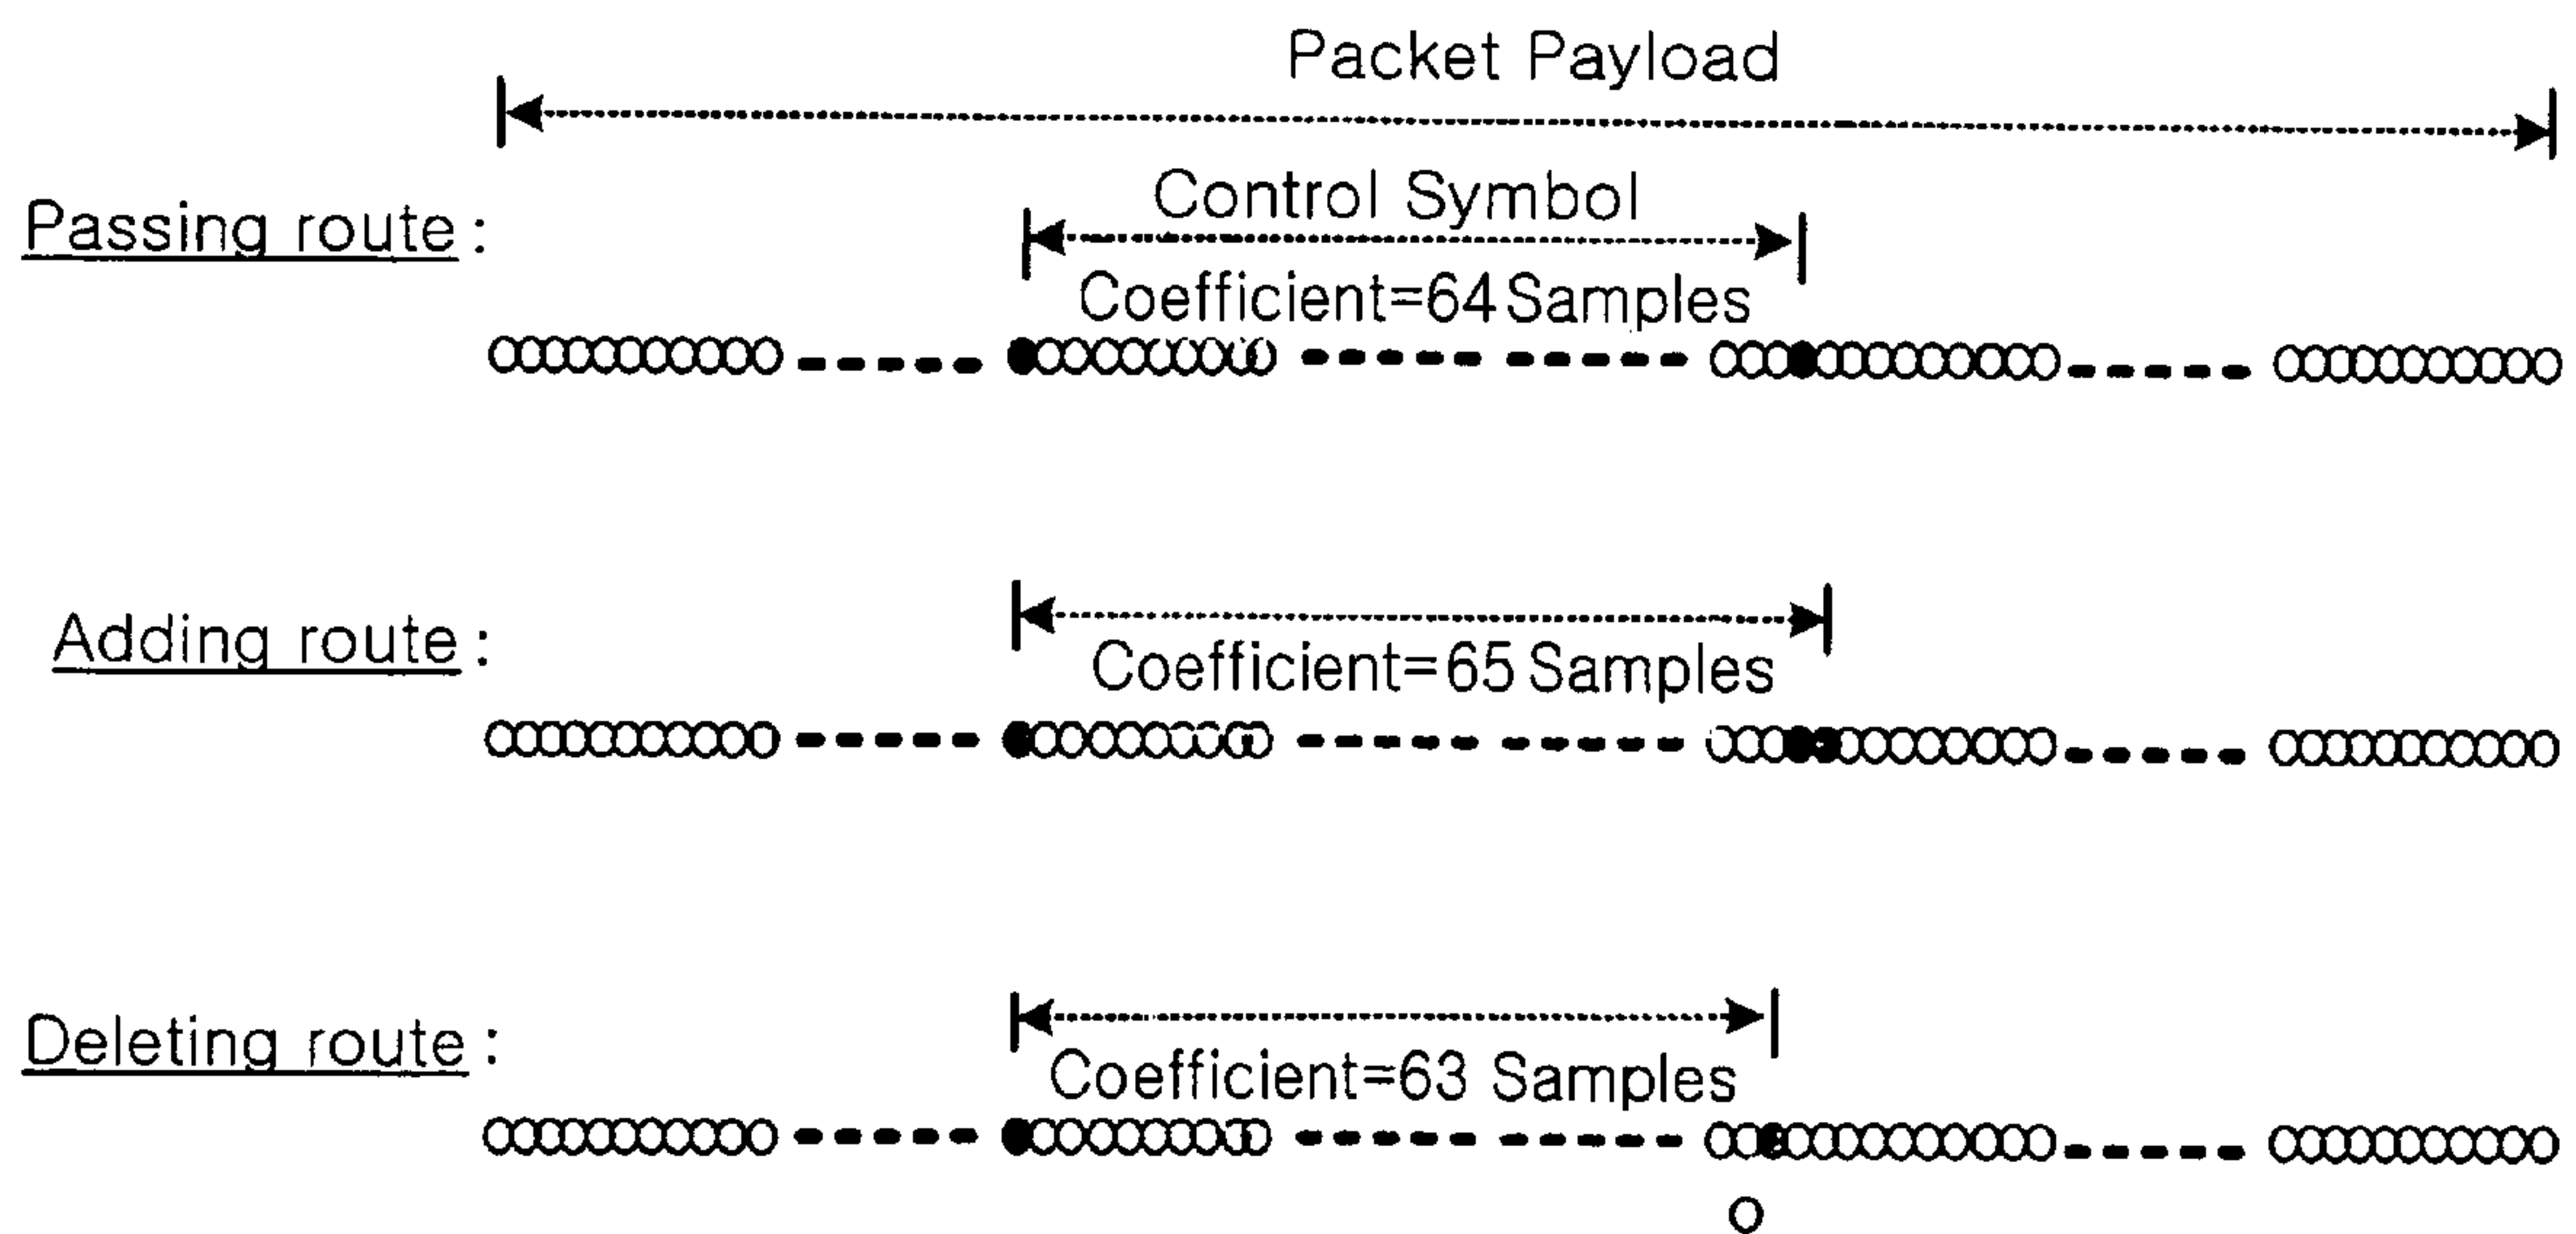 Packet Payload
Passing route :
Control Symbol
Coefficient=64 Samples
Adding route :
Coefficient=65 Samples
Deleting route :
Coefficient=63 Samples